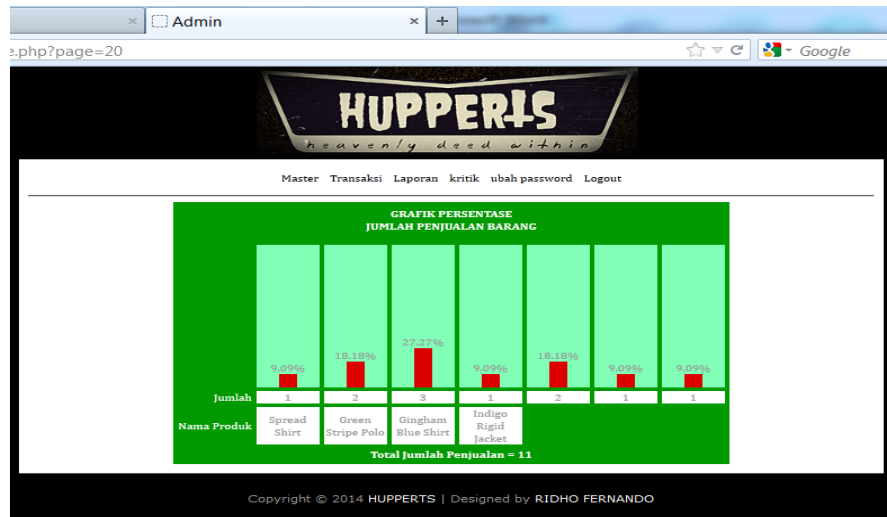 Admin
e.php?page=20
Google
HUPPERTS
heavenly deed within
Master Transaksi Laporan kritik ubah password Logout
GRAFIK PERSENTASE
JUMLAH PENJUALAN BARANG
9.09% 18.18% 27.27% 9.09% 18.18% 9.09% 9.09%
Jumlah 1 2 3 1 2 1 1
Nama Produk
Spread
Shirt
Green
Stripe Polo
Gingham
Blue Shirt
Indigo
Rigid
Jacket
Total Jumlah Penjualan = 11
Copyright © 2014 HUPPERTS | Designed by RIDHO FERNANDO